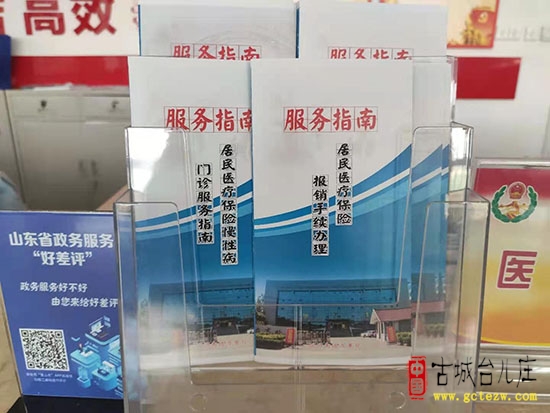 高效
服务指南
服务指南
服务指南
居民医疗保险慢性病
门诊服务指南
服务指南
居民医疗保险
报销手续办理
山东省政务服务
“好差评”
政务服务好不好
由您来给好差评
医
中国
古城台儿庄
www.gctezw.com